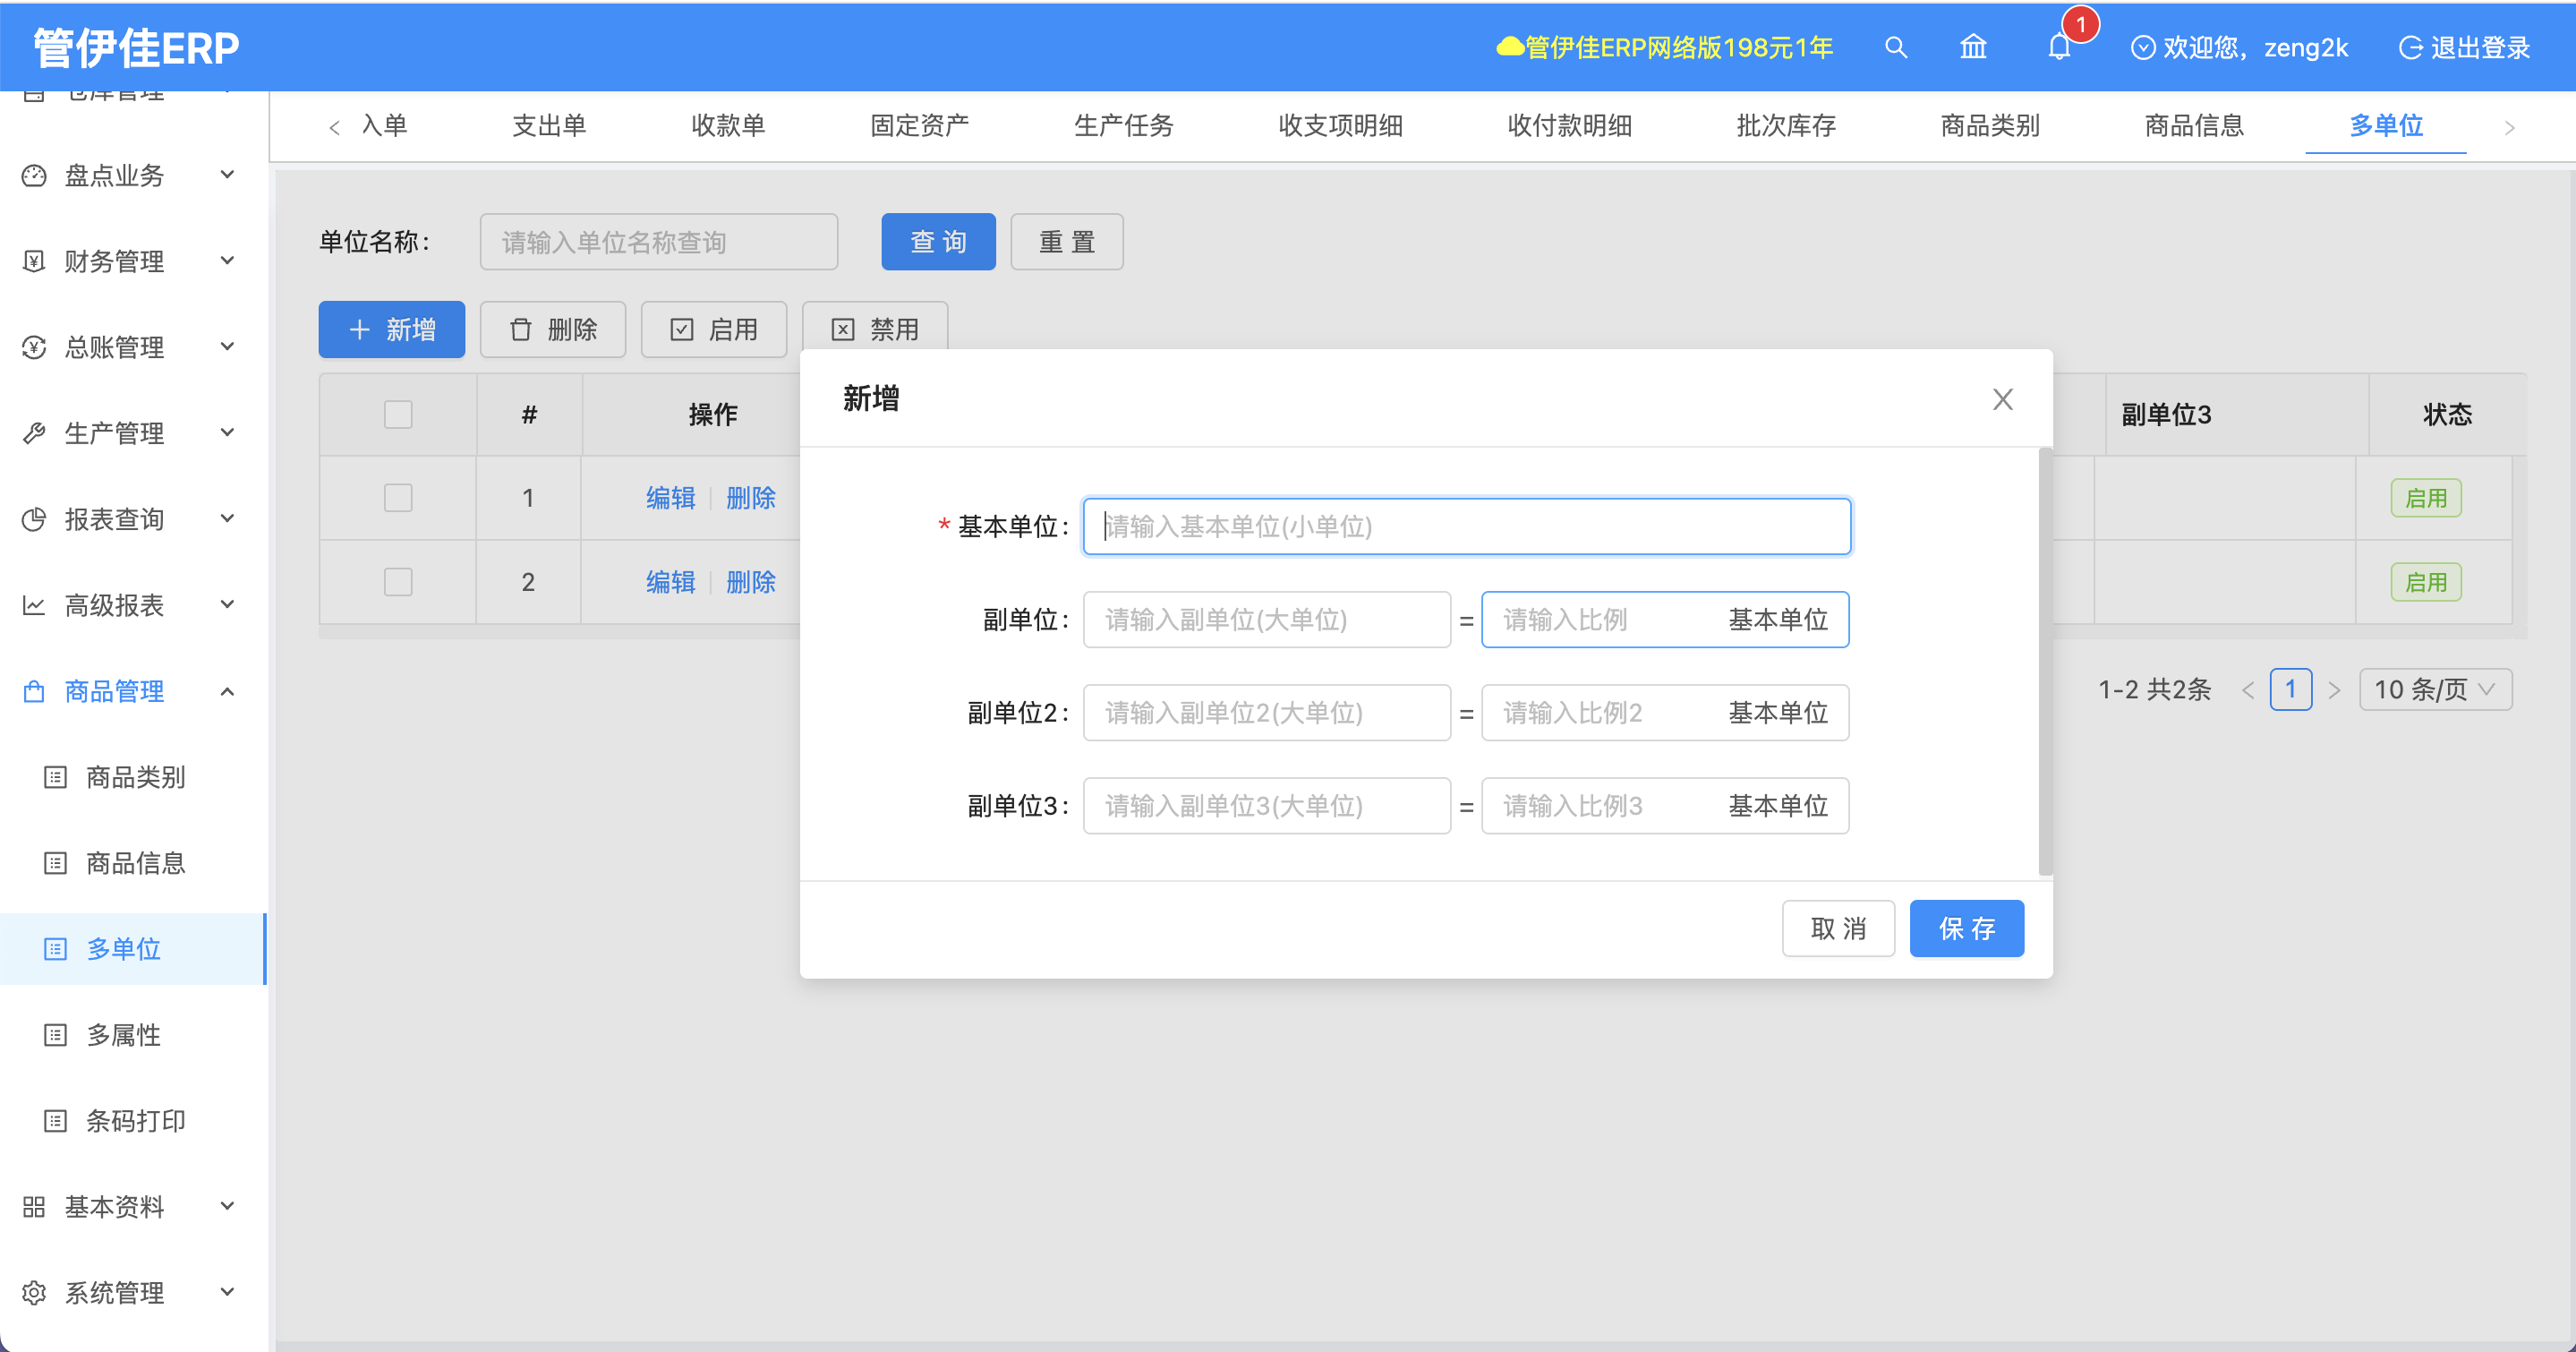 管伊佳ERP
管伊佳ERP网络版198元1年
1
欢迎您，zeng2k
退出登录
仓库管理
盘点业务
财务管理
总账管理
生产管理
报表查询
高级报表
商品管理
商品类别
商品信息
多单位
多属性
条码打印
基本资料
系统管理
入单 支出单 收款单 固定资产 生产任务 收支项明细 收付款明细 批次库存 商品类别 商品信息 多单位
单位名称： 请输入单位名称查询 查 询 重 置
新增 删除 启用 禁用
# 操作 副单位3 状态
1 编辑 删除 启用
2 编辑 删除 启用
1-2 共2条 1 10 条/页
新增
* 基本单位： 请输入基本单位(小单位)
副单位： 请输入副单位(大单位) = 请输入比例 基本单位
副单位2： 请输入副单位2(大单位) = 请输入比例2 基本单位
副单位3： 请输入副单位3(大单位) = 请输入比例3 基本单位
取 消 保 存